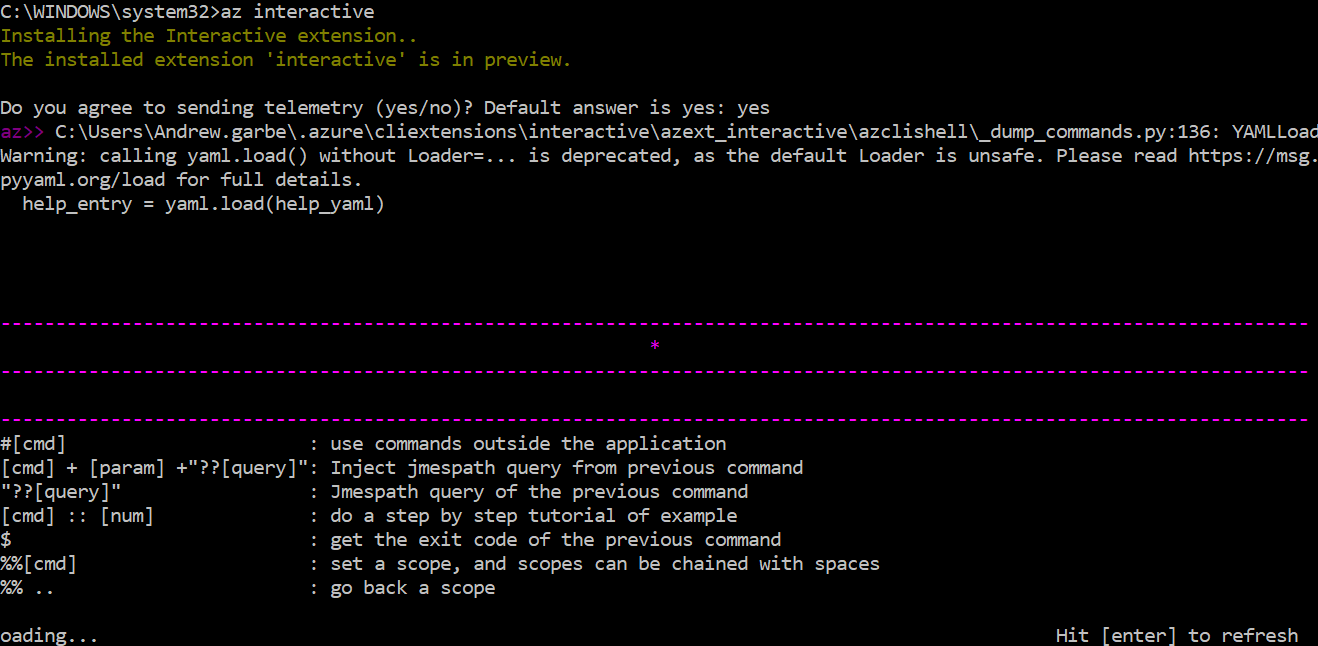 C:\WINDOWS\system32>az interactive
Installing the Interactive extension..
The installed extension 'interactive' is in preview.
Do you agree to sending telemetry (yes/no)? Default answer is yes: yes
az>> C:\Users\Andrew.garbe\.azure\cliextensions\interactive\azext_interactive\azclishell\_dump_commands.py:136: YAMLLoad
Warning: calling yaml.load() without Loader=... is deprecated, as the default Loader is unsafe. Please read https://msg.
pyyaml.org/load for full details.
  help_entry = yaml.load(help_yaml)
-----------------------------------------------------------------------------------------------------------------------
*
-----------------------------------------------------------------------------------------------------------------------
-----------------------------------------------------------------------------------------------------------------------
#[cmd]                      : use commands outside the application
[cmd] + [param] +"??[query]": Inject jmespath query from previous command
"??[query]"                 : Jmespath query of the previous command
[cmd] :: [num]              : do a step by step tutorial of example
$                           : get the exit code of the previous command
%%[cmd]                     : set a scope, and scopes can be chained with spaces
%% ..                       : go back a scope
oading... Hit [enter] to refresh